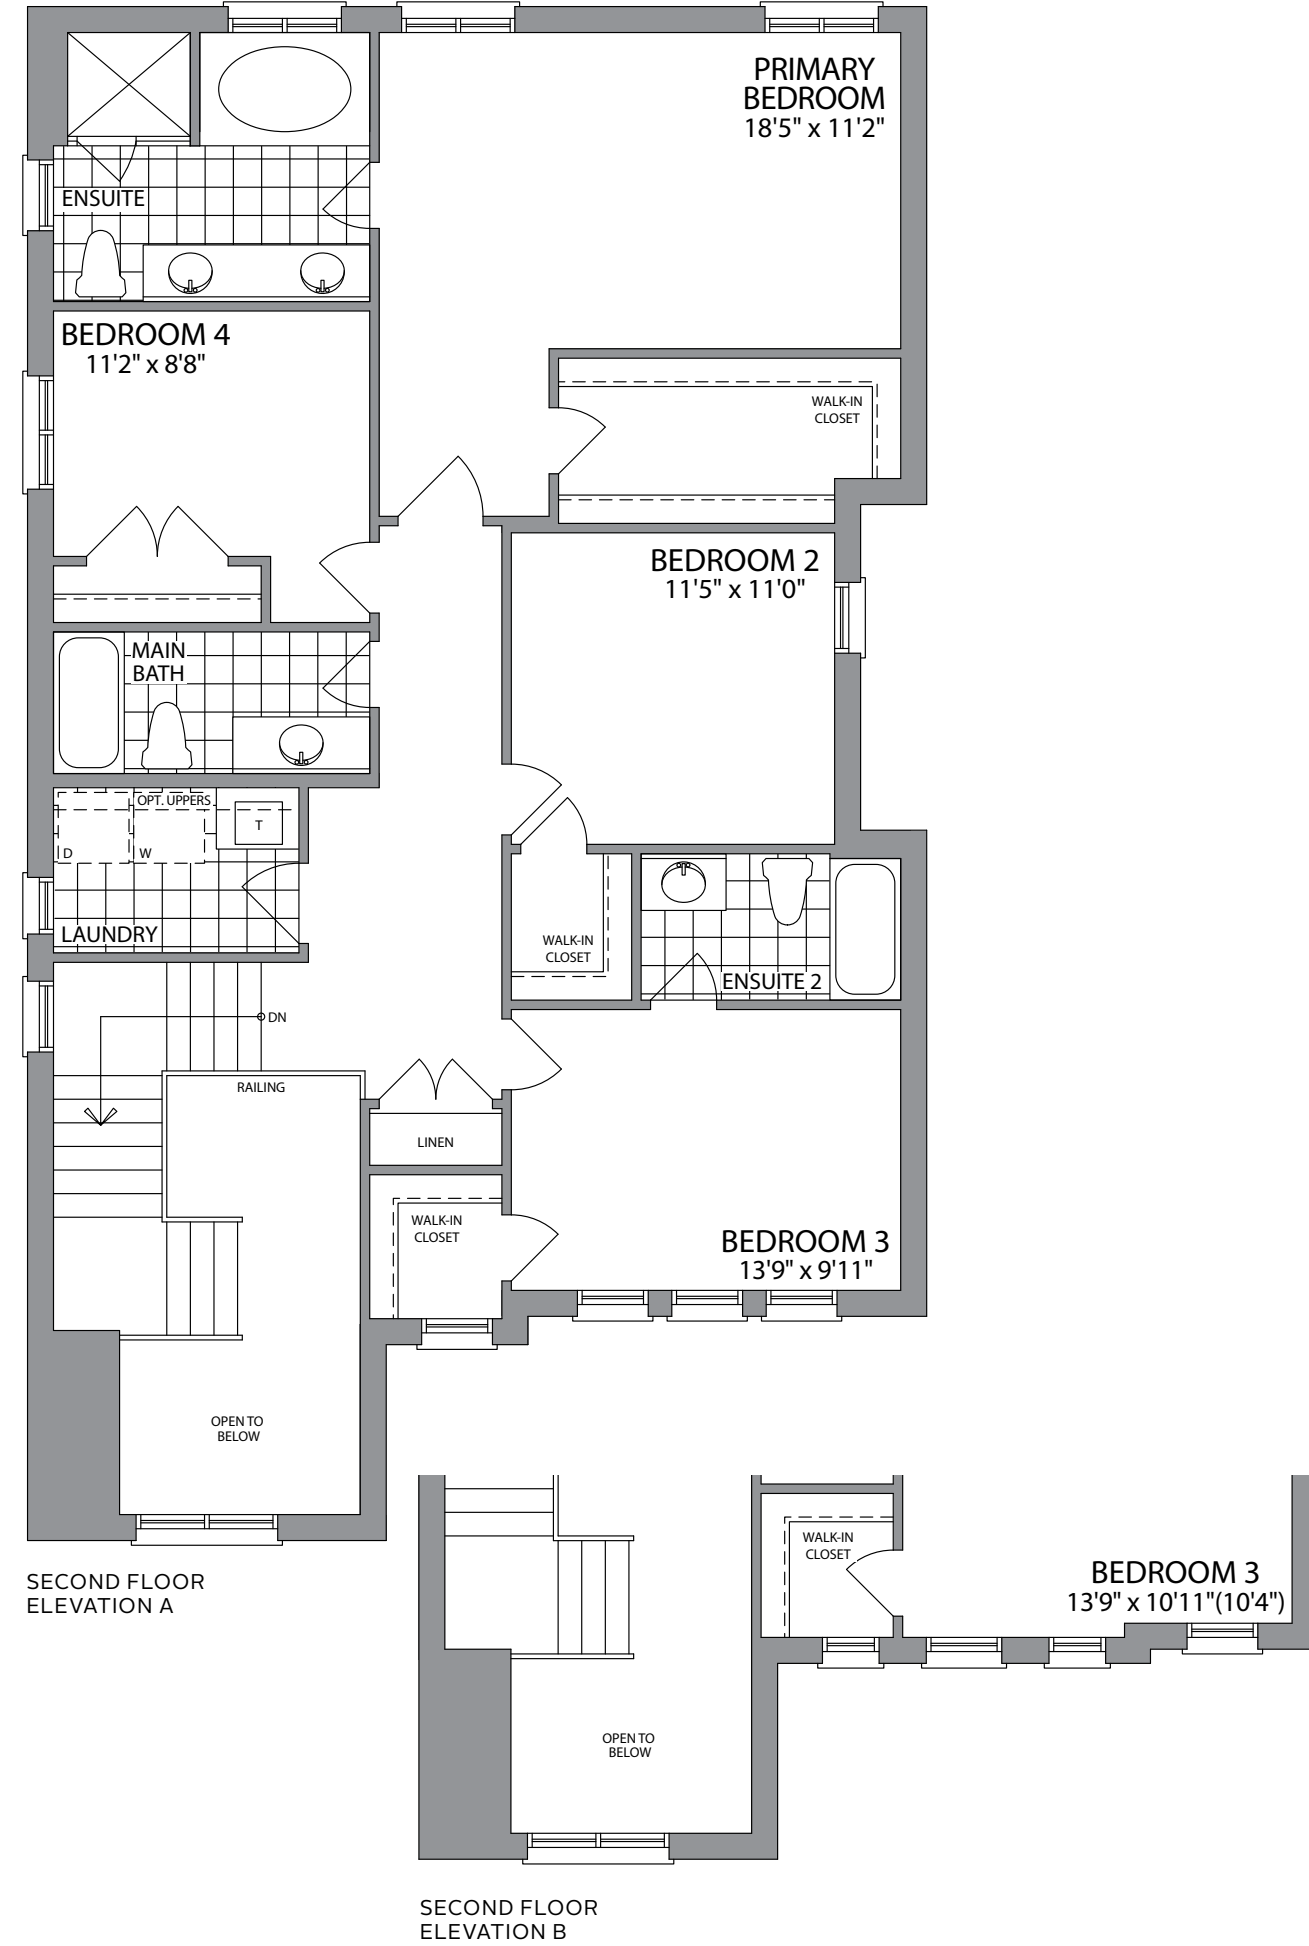 PRIMARY
BEDROOM
18'5" x 11'2"
ENSUITE
BEDROOM 4
11'2" x 8'8"
WALK-IN
CLOSET
BEDROOM 2
11'5" x 11'0"
MAIN
BATH
OPT. UPPERS
T
D
W
LAUNDRY
WALK-IN
CLOSET
ENSUITE 2
DN
RAILING
LINEN
WALK-IN
CLOSET
BEDROOM 3
13'9" x 9'11"
OPEN TO
BELOW
SECOND FLOOR
ELEVATION A
WALK-IN
CLOSET
BEDROOM 3
13'9" x 10'11"(10'4")
OPEN TO
BELOW
SECOND FLOOR
ELEVATION B